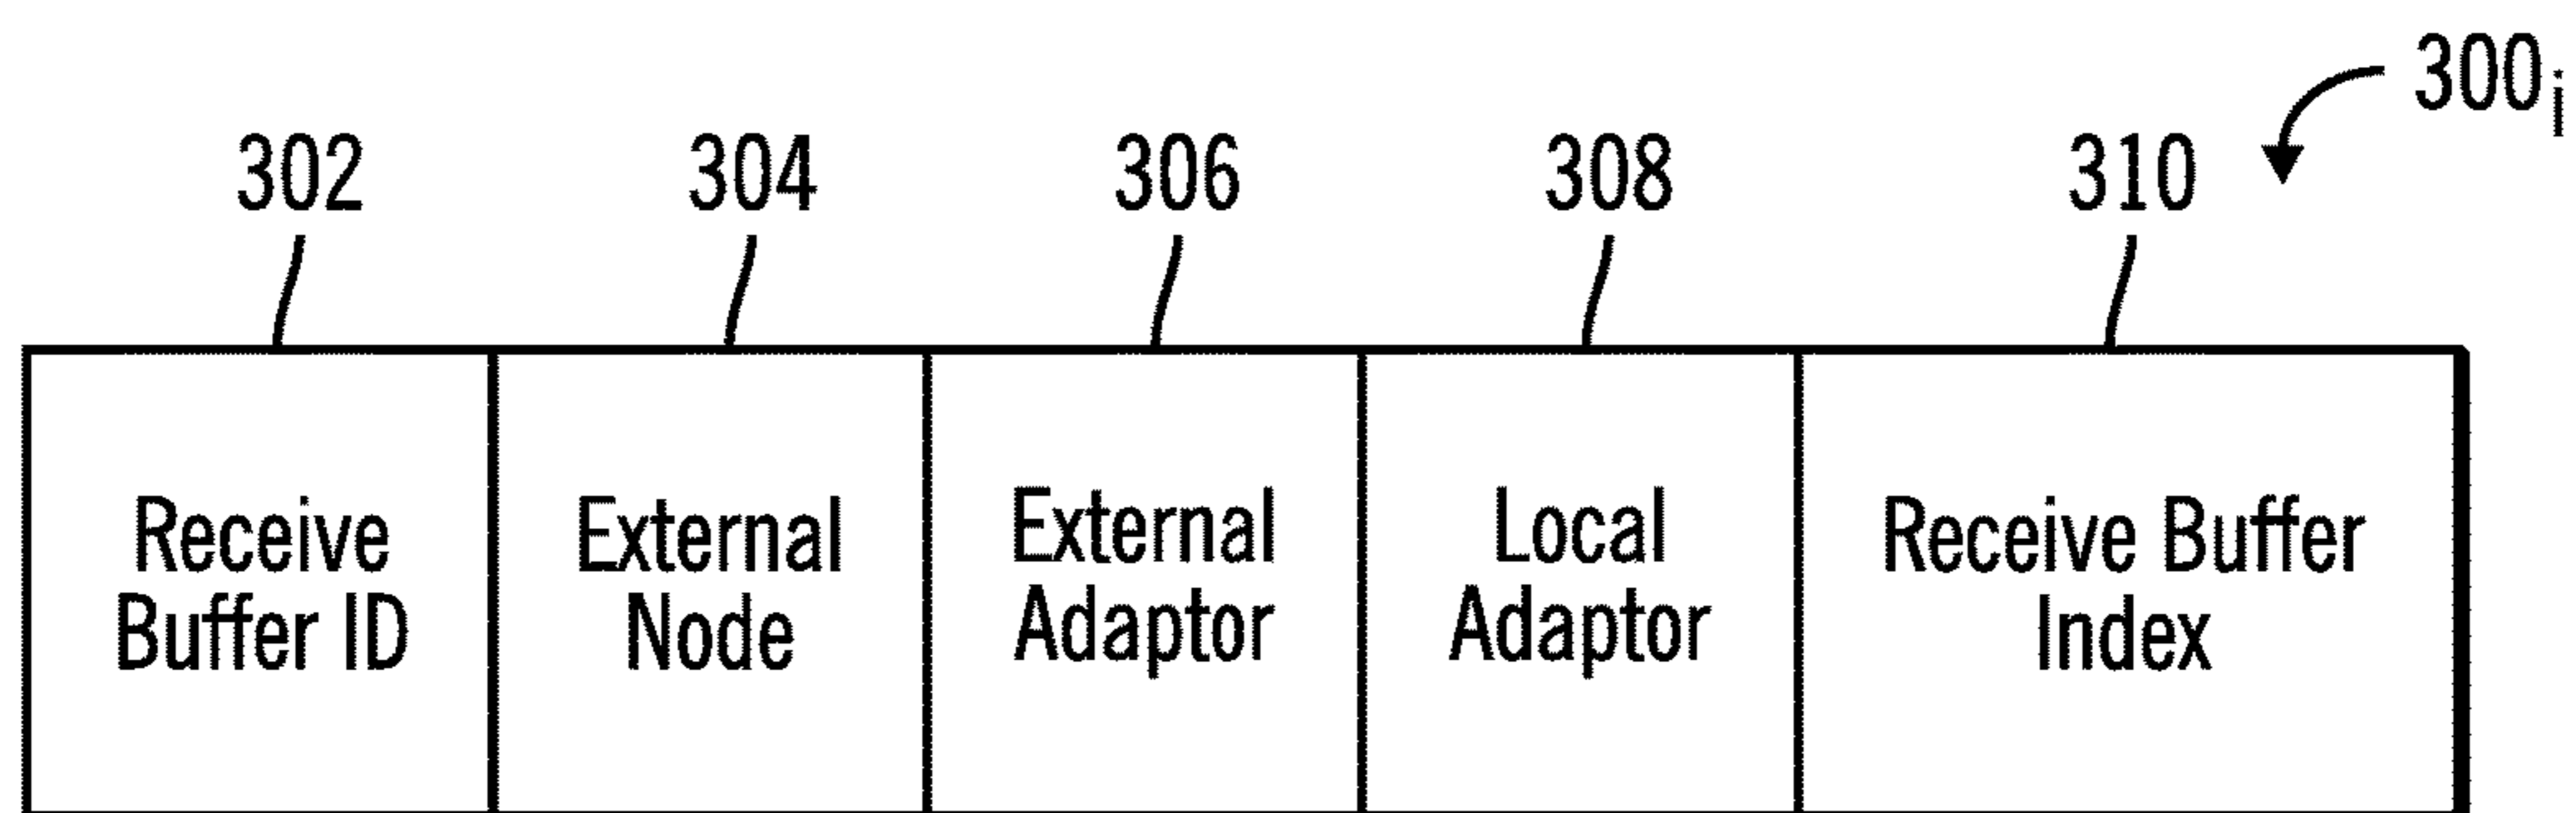 300i
302
304
306
308
310
Receive
Buffer ID
External
Node
External
Adaptor
Local
Adaptor
Receive Buffer
Index